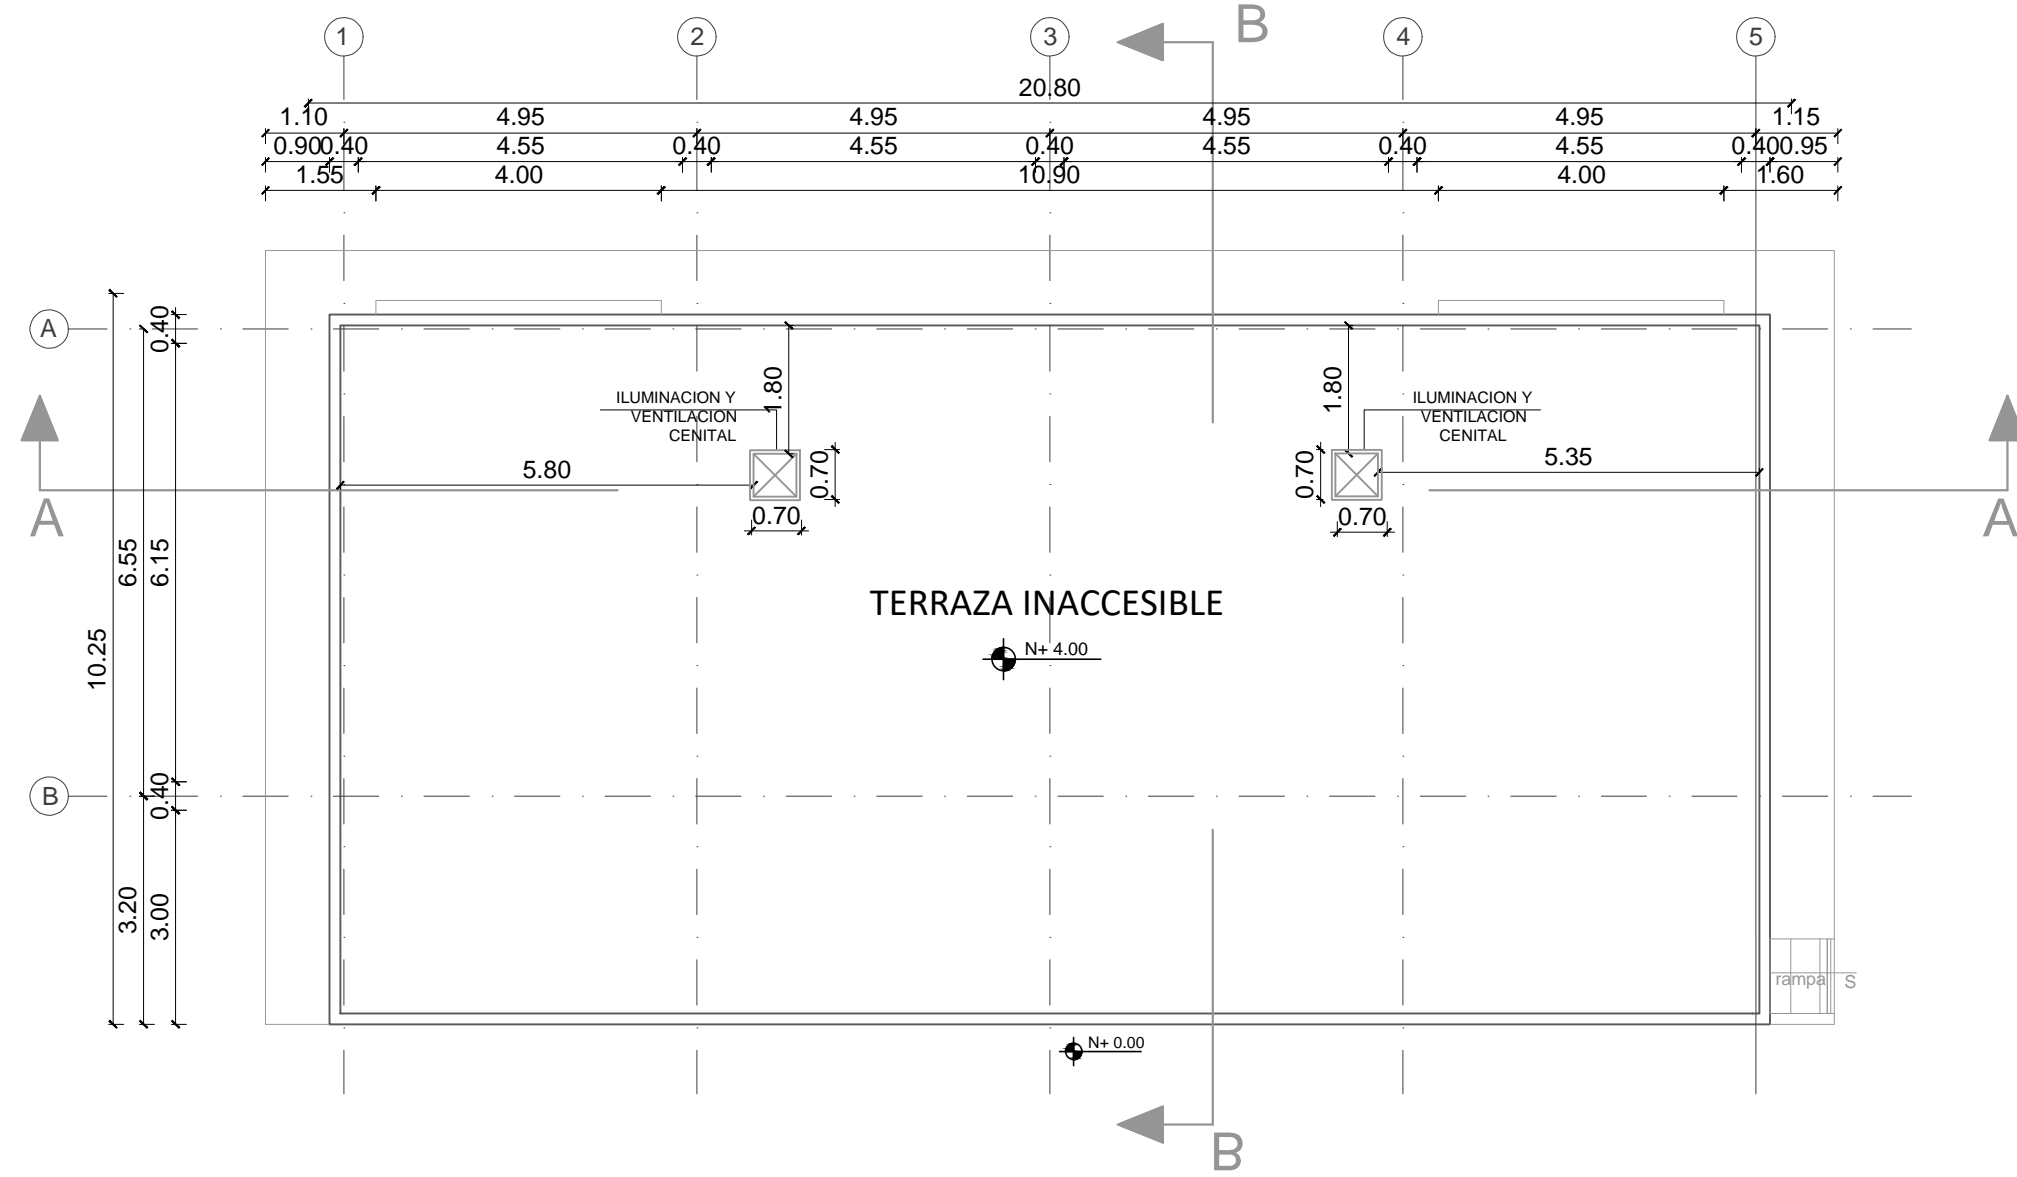 1
2
3
4
5
B
20.80
1.10
4.95
4.95
4.95
4.95
1.15
0.90
0.40
4.55
0.40
4.55
0.40
4.55
0.40
4.55
0.40
0.95
1.55
4.00
10.90
4.00
1.60
A
0.40
1.80
1.80
ILUMINACION Y
VENTILACION
CENITAL
ILUMINACION Y
VENTILACION
CENITAL
5.80
0.70
0.70
5.35
A
0.70
0.70
A
6.55
6.15
10.25
TERRAZA INACCESIBLE
N+ 4.00
B
0.40
3.20
3.00
rampa
S
N+ 0.00
B